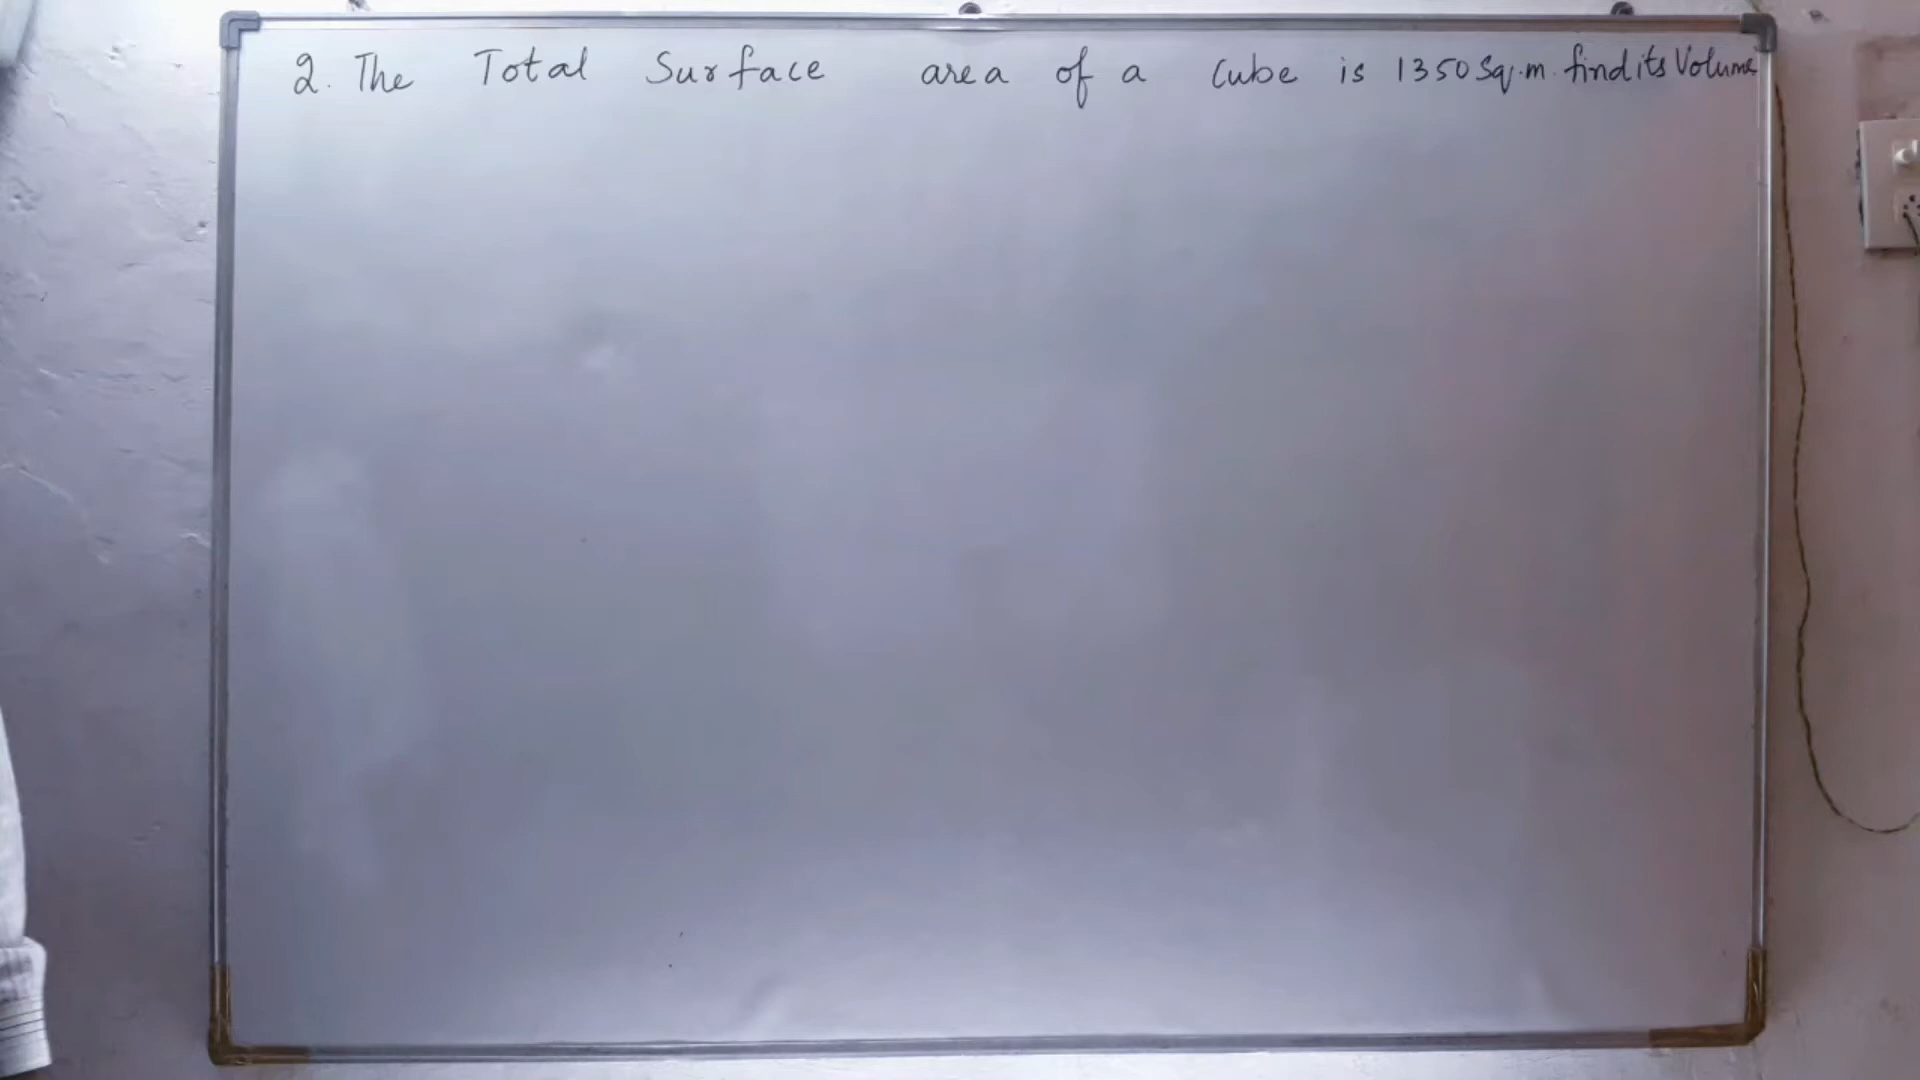 2. The Total Surface area of a Cube is 1350 Sq.m. find its Volume